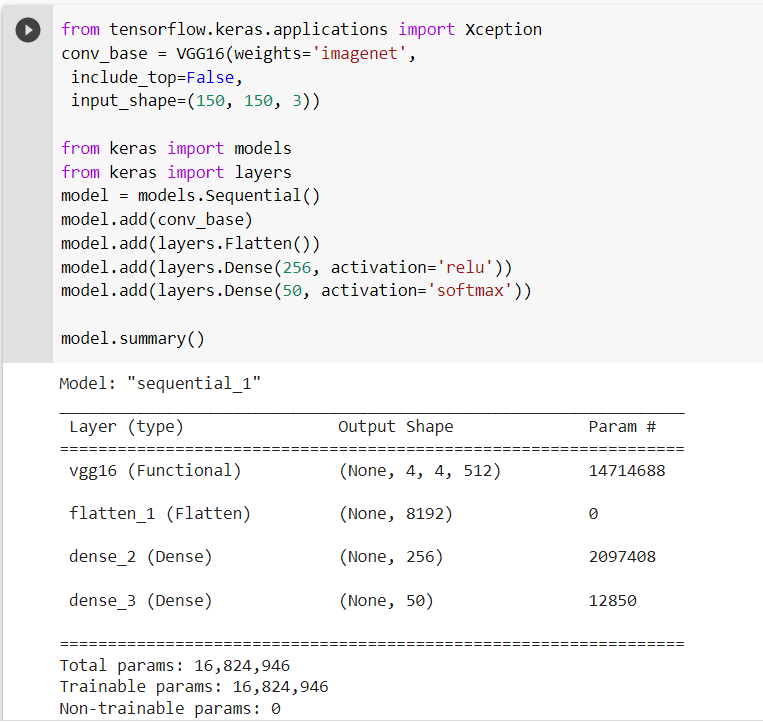 from tensorflow.keras.applications import Xception
conv_base = VGG16(weights='imagenet',
 include_top=False,
 input_shape=(150, 150, 3))

from keras import models
from keras import layers
model = models.Sequential()
model.add(conv_base)
model.add(layers.Flatten())
model.add(layers.Dense(256, activation='relu'))
model.add(layers.Dense(50, activation='softmax'))

model.summary()

Model: "sequential_1"
_________________________________________________________________
 Layer (type)                Output Shape              Param #
=================================================================
 vgg16 (Functional)          (None, 4, 4, 512)         14714688

 flatten_1 (Flatten)         (None, 8192)              0

 dense_2 (Dense)             (None, 256)               2097408

 dense_3 (Dense)             (None, 50)                12850

=================================================================
Total params: 16,824,946
Trainable params: 16,824,946
Non-trainable params: 0